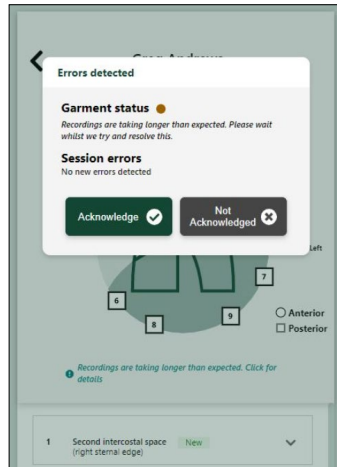 Errors detected
Garment status
Recordings are taking longer than expected. Please wait
whilst we try and resolve this.
Session errors
No new errors detected
Acknowledge
Not
Acknowledged
Left
7
6
8
9
Anterior
Posterior
Recordings are taking longer than expected. Click for
details
1 Second intercostal space New
(right sternal edge)